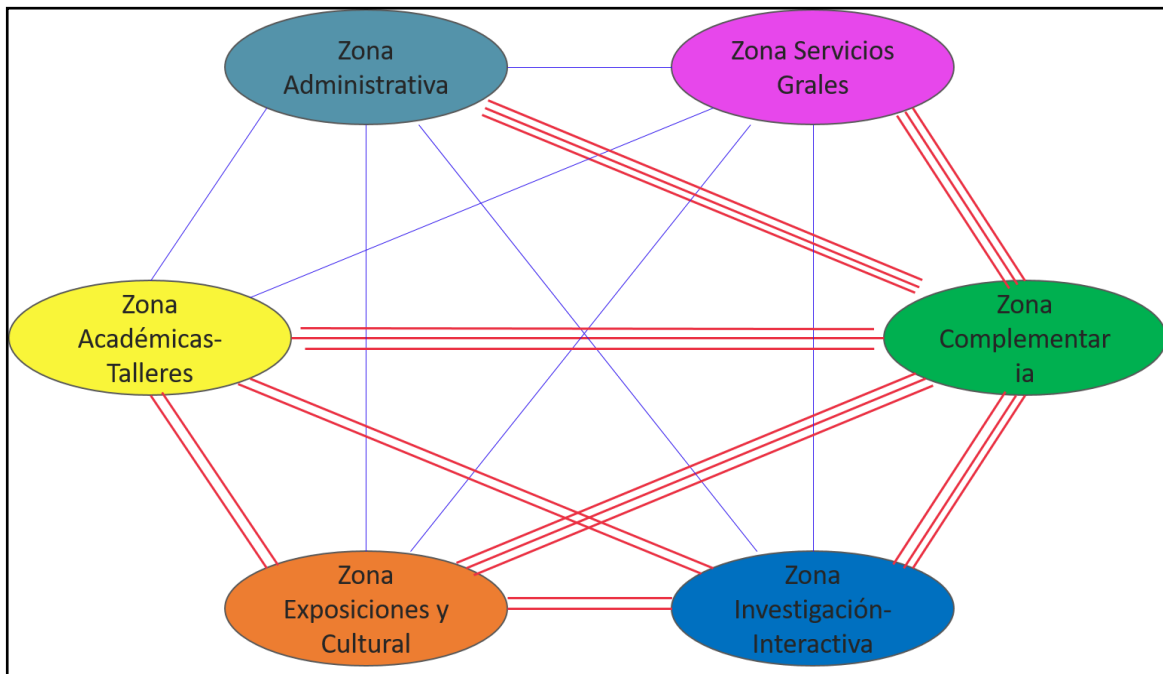 Zona
Administrativa
Zona Servicios
Grales
Zona
Académicas-
Talleres
Zona
Complementar
ia
Zona
Exposiciones y
Cultural
Zona
Investigación-
Interactiva